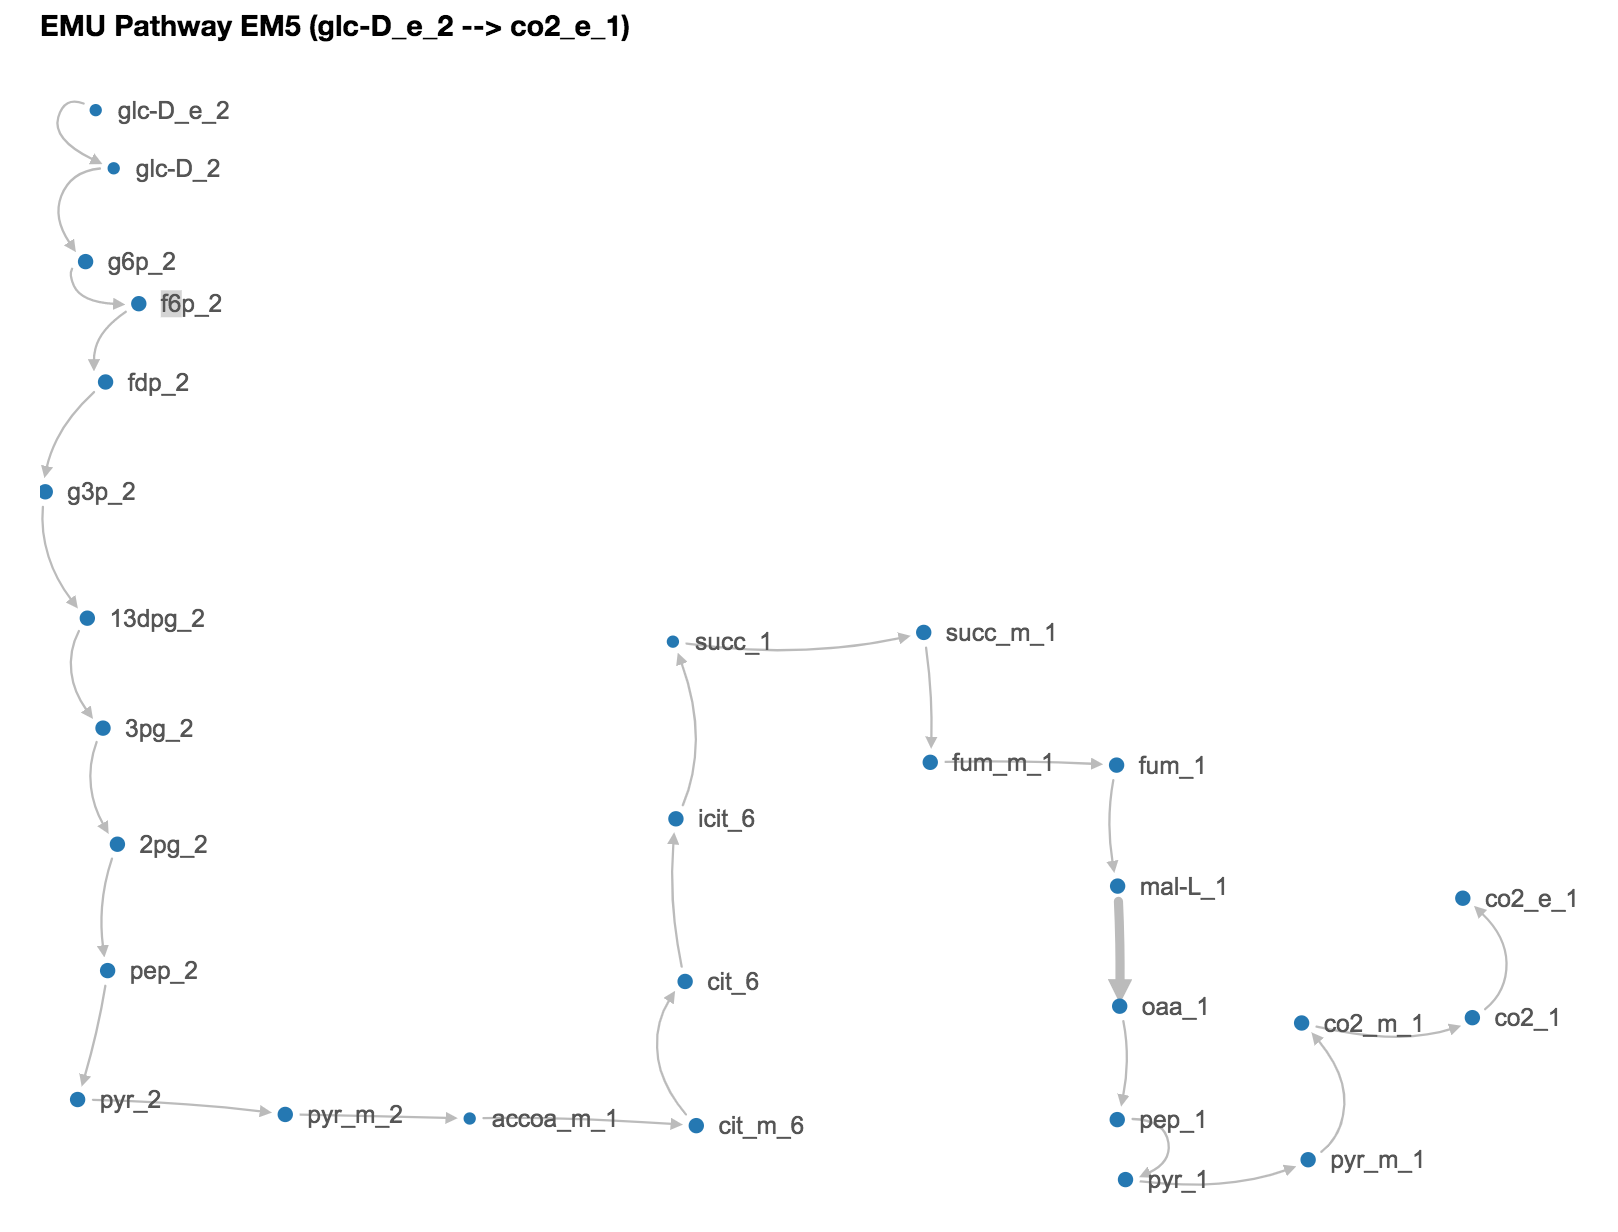 EMU Pathway EM5 (glc-D_e_2 --> co2_e_1)
glc-D_e_2
glc-D_2
g6p_2
f6p_2
fdp_2
g3p_2
13dpg_2
3pg_2
2pg_2
pep_2
pyr_2
pyr_m_2
accoa_m_1
cit_m_6
cit_6
icit_6
succ_1
succ_m_1
fum_m_1
fum_1
mal-L_1
oaa_1
pep_1
pyr_1
pyr_m_1
co2_m_1
co2_1
co2_e_1